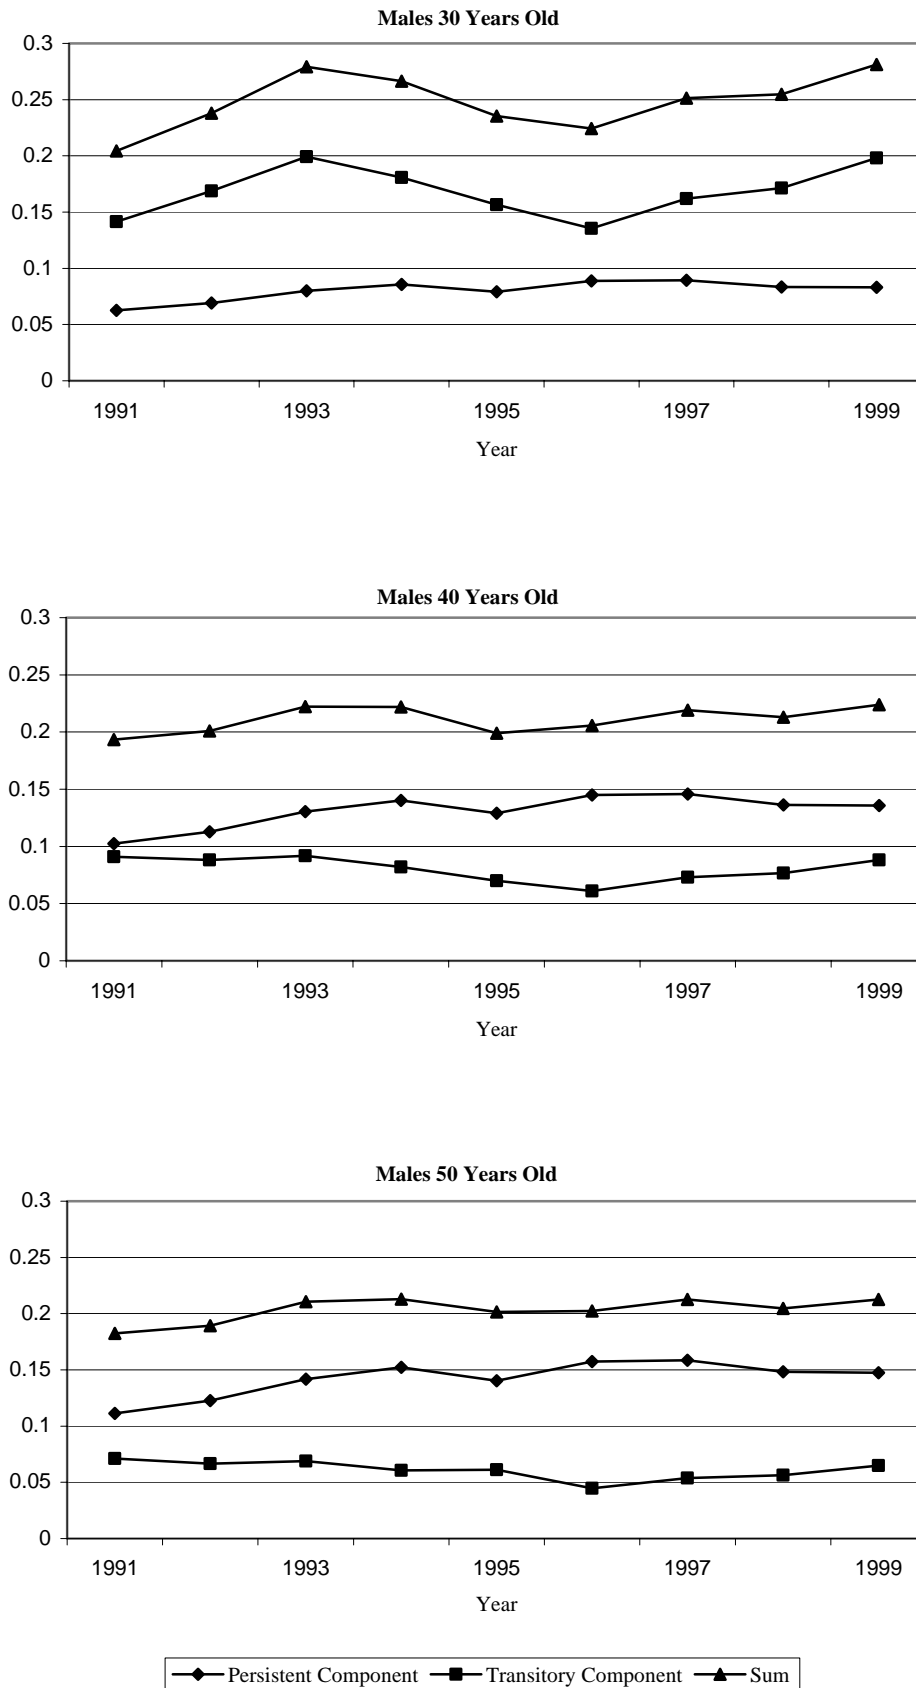 Males 30 Years Old
0.3
0.25
0.2
0.15
0.1
0.05
0
1991 1993 1995 1997 1999
Year
Males 40 Years Old
0.3
0.25
0.2
0.15
0.1
0.05
0
1991 1993 1995 1997 1999
Year
Males 50 Years Old
0.3
0.25
0.2
0.15
0.1
0.05
0
1991 1993 1995 1997 1999
Year
Persistent Component Transitory Component Sum